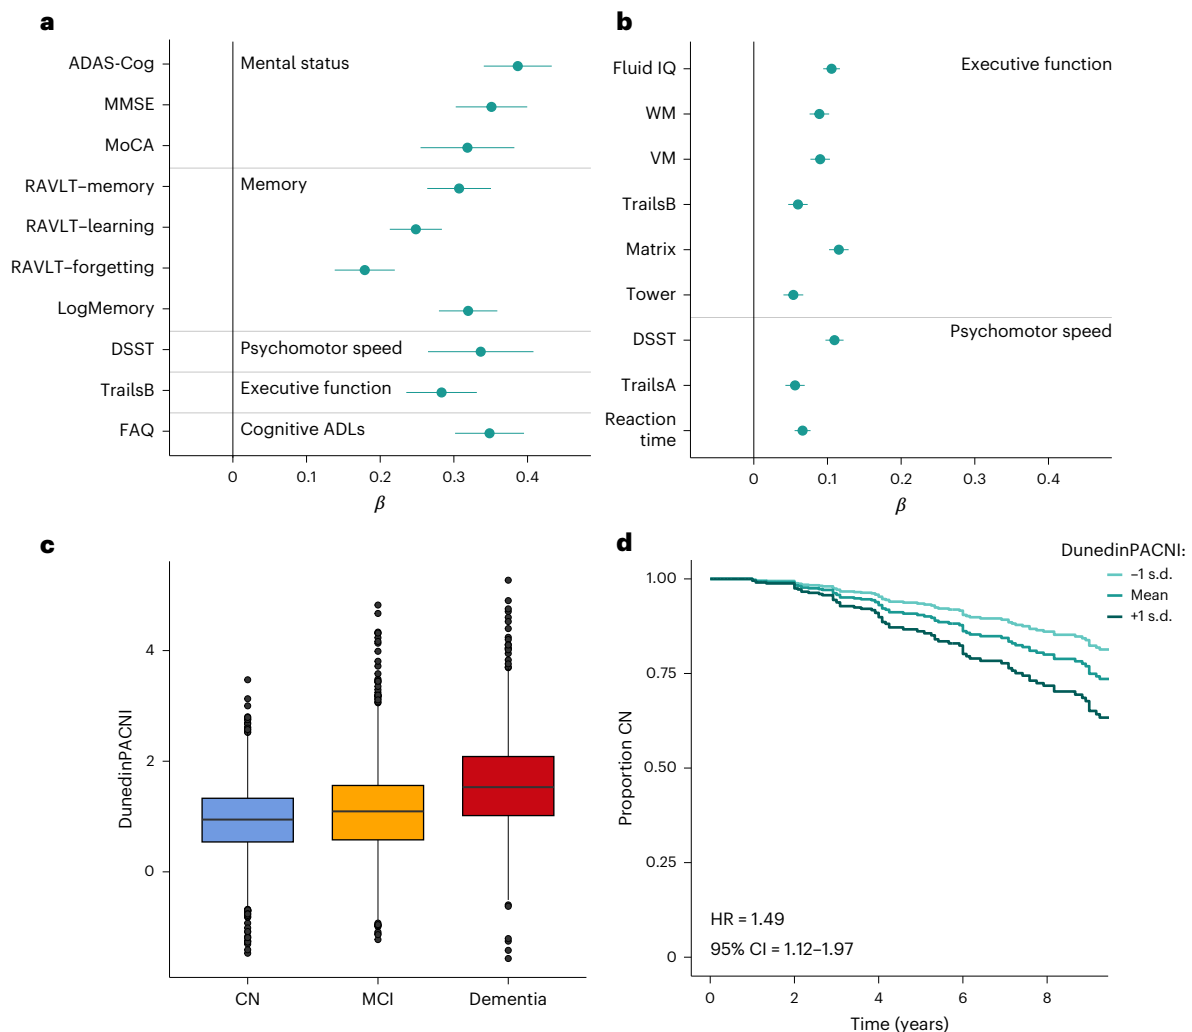 a
ADAS-Cog
Mental status
MMSE
MoCA
RAVLT–memory
Memory
RAVLT–learning
RAVLT–forgetting
LogMemory
DSST
Psychomotor speed
TrailsB
Executive function
FAQ
Cognitive ADLs
0 0.1 0.2 0.3 0.4
β
b
Fluid IQ
Executive function
WM
VM
TrailsB
Matrix
Tower
Psychomotor speed
DSST
TrailsA
Reaction
time
0 0.1 0.2 0.3 0.4
β
c
DunedinPACNI
4
2
0
CN MCI Dementia
d
DunedinPACNI:
–1 s.d.
Mean
+1 s.d.
Proportion CN
1.00
0.75
0.50
0.25
0
HR = 1.49
95% CI = 1.12–1.97
0 2 4 6 8
Time (years)